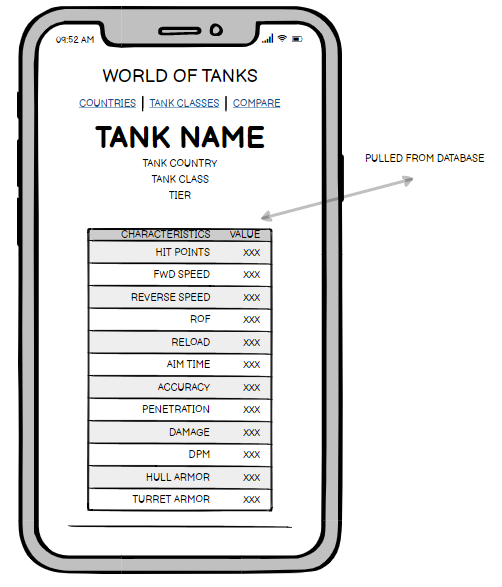 09:52 AM
WORLD OF TANKS
COUNTRIES | TANK CLASSES | COMPARE
TANK NAME
TANK COUNTRY
TANK CLASS
TIER
PULLED FROM DATABASE
CHARACTERISTICS VALUE
HIT POINTS XXX
FWD SPEED XXX
REVERSE SPEED XXX
ROF XXX
RELOAD XXX
AIM TIME XXX
ACCURACY XXX
PENETRATION XXX
DAMAGE XXX
DPM XXX
HULL ARMOR XXX
TURRET ARMOR XXX